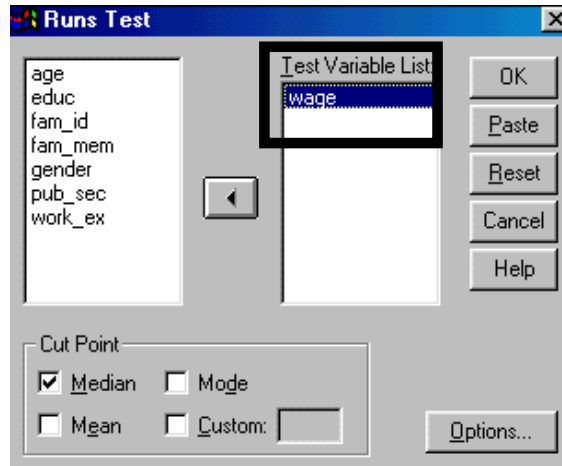 Runs Test
age
educ
fam_id
fam_mem
gender
pub_sec
work_ex
Test Variable List:
wage
OK
Paste
Reset
Cancel
Help
Cut Point
Median
Mode
Mean
Custom:
Options...